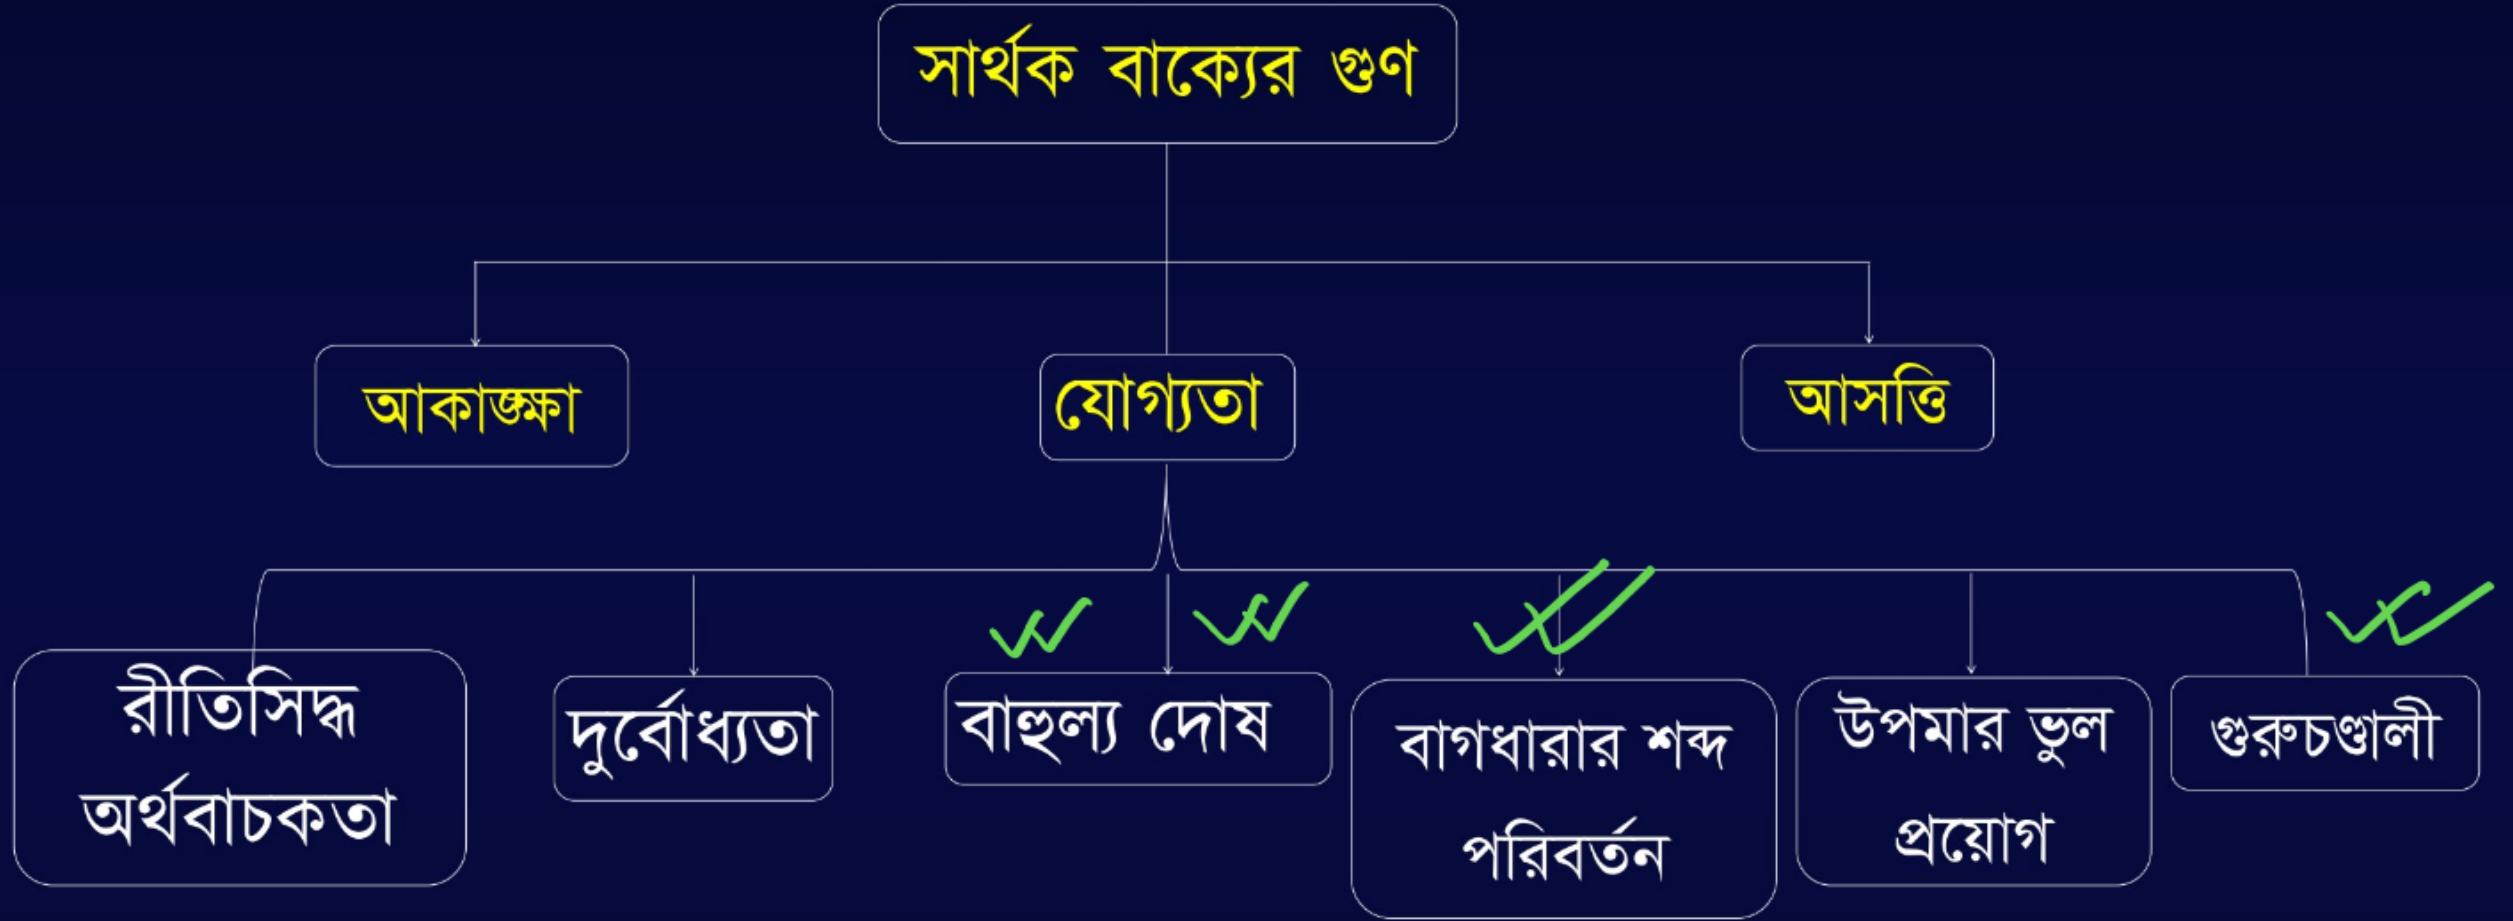 সার্থক বাক্যের গুণ
আকাঙ্ক্ষা
যোগ্যতা
আসত্তি
রীতিসিদ্ধ
অর্থবাচকতা
দুর্বোধ্যতা
বাহুল্য দোষ
বাগধারার শব্দ
পরিবর্তন
উপমার ভুল
প্রয়োগ
গুরুচণ্ডালী